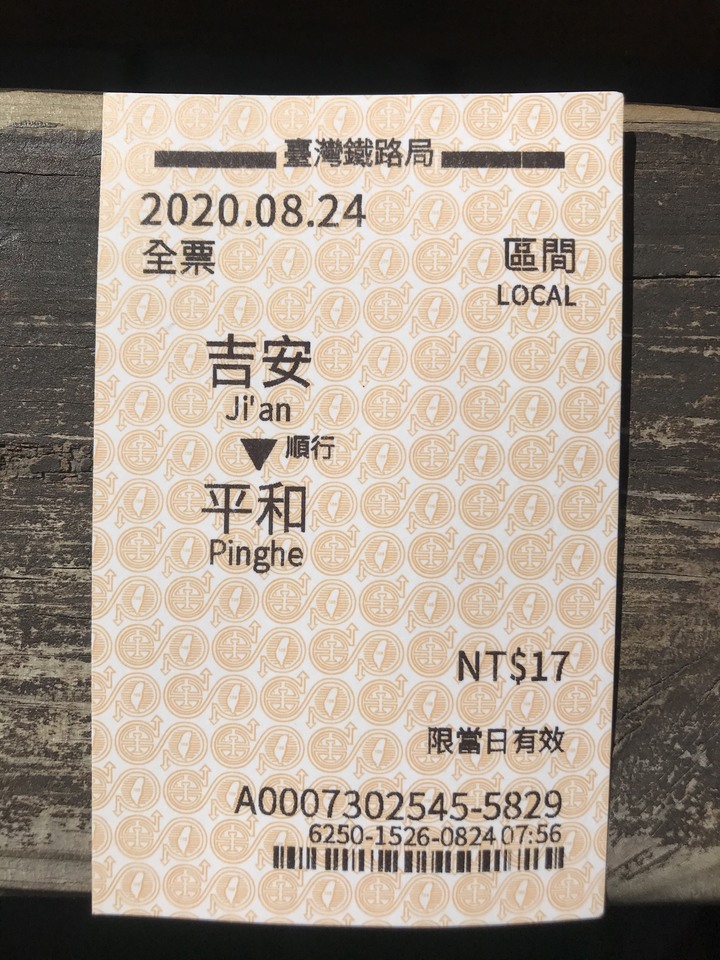 臺灣鐵路局
2020.08.24
全票 區間
LOCAL
吉安
Ji'an
順行
平和
Pinghe
NT$17
限當日有效
A0007302545-5829
6250-1526-0824 07:56